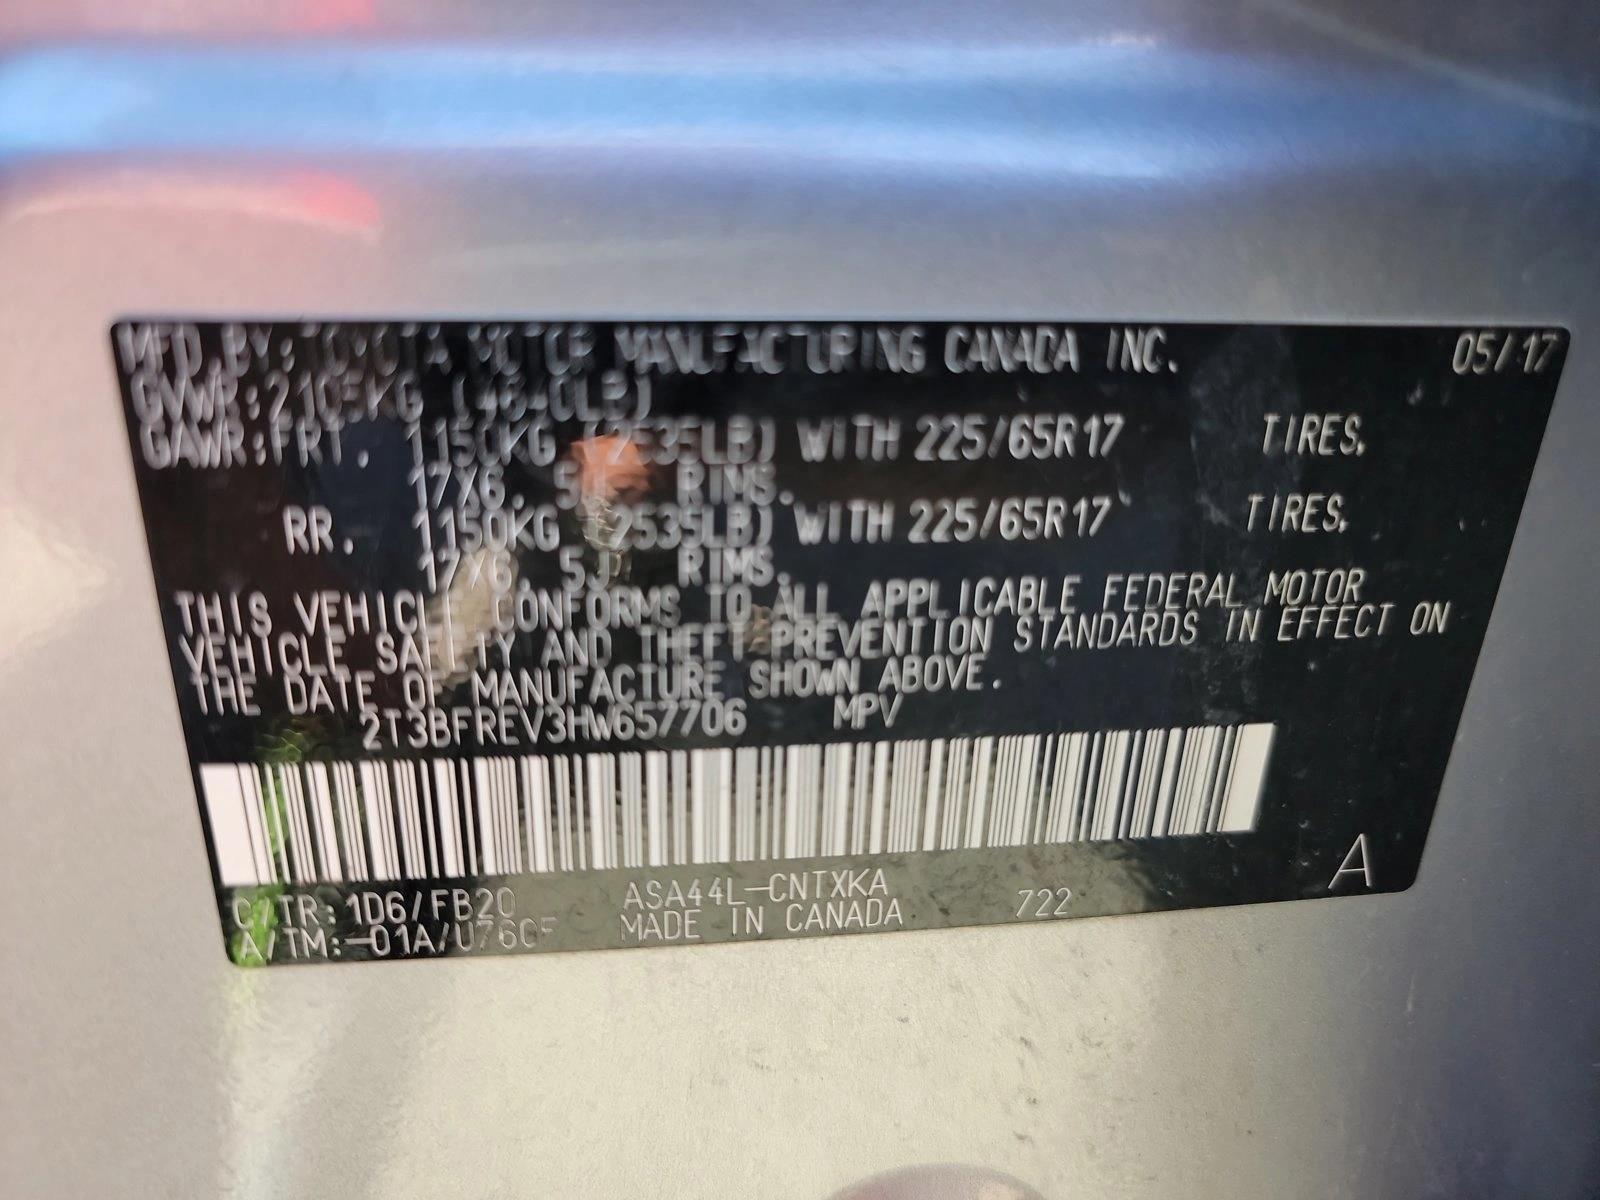 MFD.BY: TOYOTA MOTOR MANUFACTURING CANADA INC. 05/17
GVWR:2105KG (4640LB)
GAWR:FRT. 1150KG (2535LB) WITH 225/65R17 TIRES,
17X6.5J RIMS.
RR. 1150KG (2535LB) WITH 225/65R17 TIRES,
17X6.5J RIMS.
THIS VEHICLE CONFORMS TO ALL APPLICABLE FEDERAL MOTOR
VEHICLE SAFETY AND THEFT PREVENTION STANDARDS IN EFFECT ON
THE DATE OF MANUFACTURE SHOWN ABOVE.
2T3BFREV3HW657706 MPV
A
C/TR:1D6/FB20 ASA44L-CNTXKA
A/TM:-01A/U760F MADE IN CANADA 722